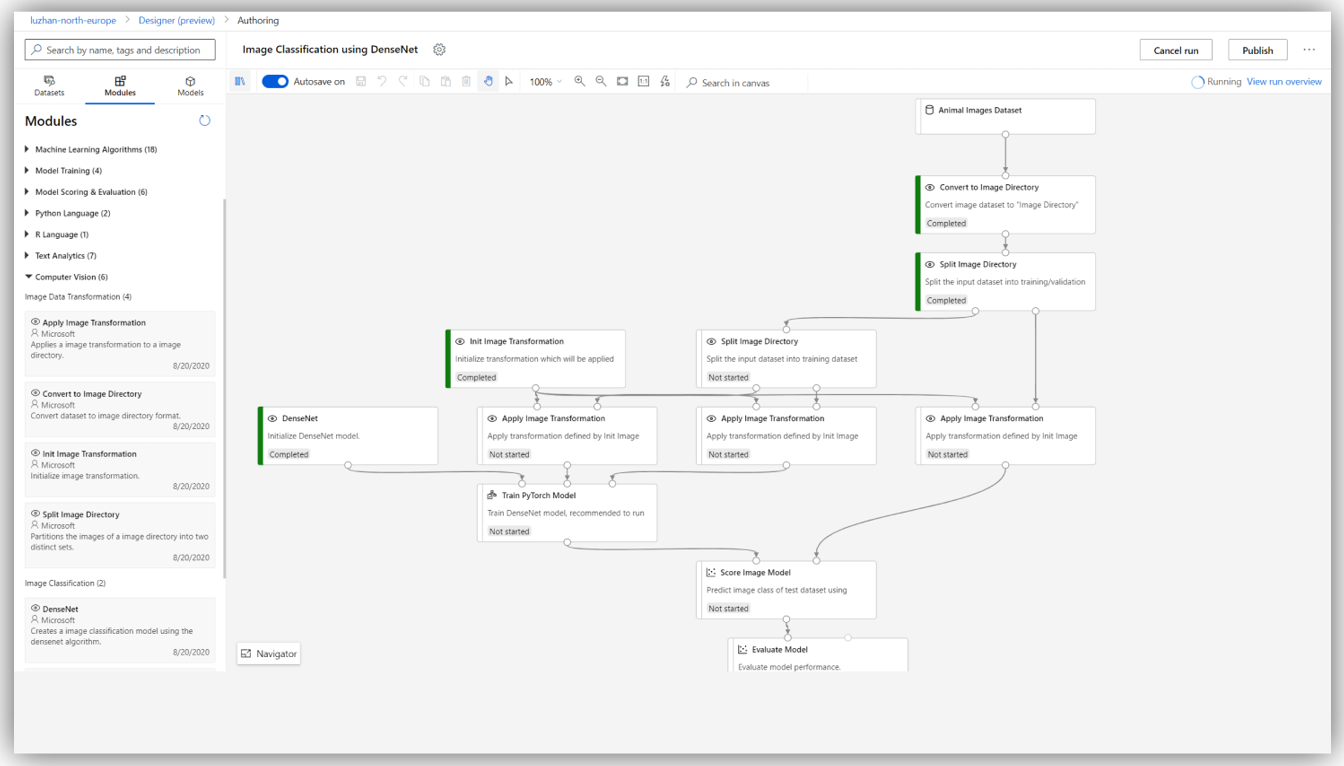 luzhan-north-europe > Designer (preview) > Authoring
Search by name, tags and description
Image Classification using DenseNet
Cancel run
Publish
Datasets
Modules
Models
Autosave on
100%
1:1
Search in canvas
Running View run overview
Modules
Machine Learning Algorithms (18)
Model Training (4)
Model Scoring & Evaluation (6)
Python Language (2)
R Language (1)
Text Analytics (7)
Computer Vision (6)
Image Data Transformation (4)
Apply Image Transformation
Microsoft
Applies a image transformation to a image
directory.
8/20/2020
Convert to Image Directory
Microsoft
Convert dataset to image directory format.
8/20/2020
Init Image Transformation
Microsoft
Initialize image transformation.
8/20/2020
Split Image Directory
Microsoft
Partitions the images of a image directory into two
distinct sets.
8/20/2020
Image Classification (2)
DenseNet
Microsoft
Creates a image classification model using the
densenet algorithm.
8/20/2020
Animal Images Dataset
Convert to Image Directory
Convert image dataset to "Image Directory"
Completed
Split Image Directory
Split the input dataset into training/validation
Completed
Init Image Transformation
Initialize transformation which will be applied
Completed
Split Image Directory
Split the input dataset into training dataset
Not started
DenseNet
Initialize DenseNet model.
Completed
Apply Image Transformation
Apply transformation defined by Init Image
Not started
Apply Image Transformation
Apply transformation defined by Init Image
Not started
Apply Image Transformation
Apply transformation defined by Init Image
Not started
Train PyTorch Model
Train DenseNet model, recommended to run
Not started
Score Image Model
Predict image class of test dataset using
Not started
Evaluate Model
Evaluate model performance.
Navigator